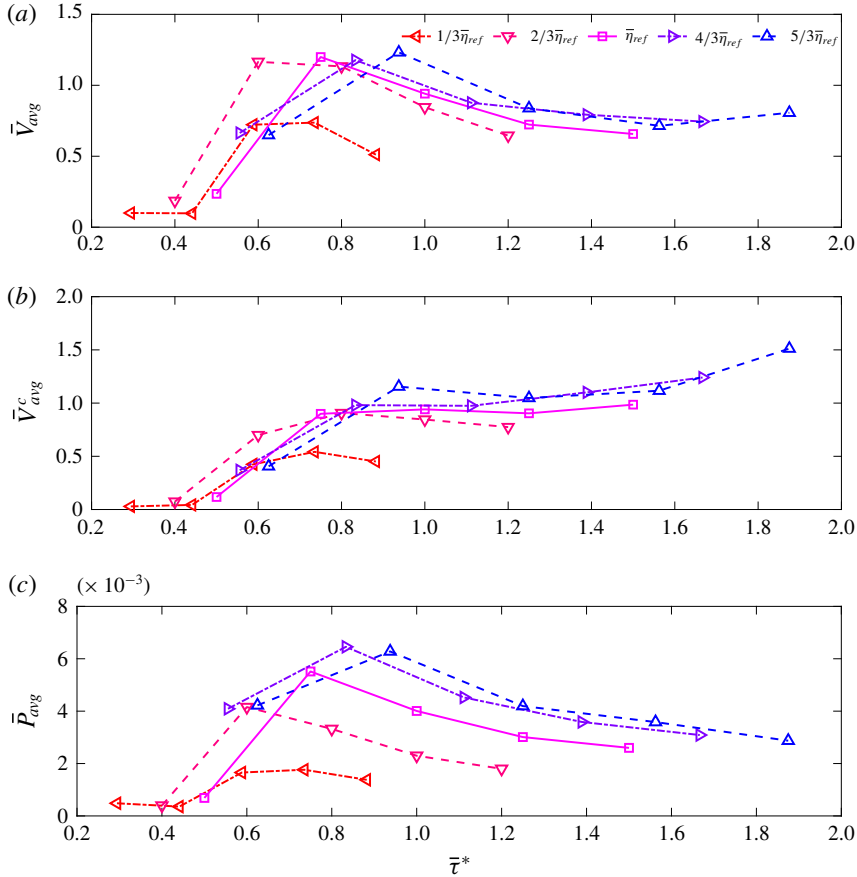 (a)
1.5
1/3η̄ref 2/3η̄ref η̄ref 4/3η̄ref 5/3η̄ref
1.0
V̄avg
0.5
0
0.2 0.4 0.6 0.8 1.0 1.2 1.4 1.6 1.8 2.0
(b)
2.0
1.5
V̄cavg
1.0
0.5
0
0.2 0.4 0.6 0.8 1.0 1.2 1.4 1.6 1.8 2.0
(c) (× 10−3)
8
6
P̄avg
4
2
0
0.2 0.4 0.6 0.8 1.0 1.2 1.4 1.6 1.8 2.0
τ̄*